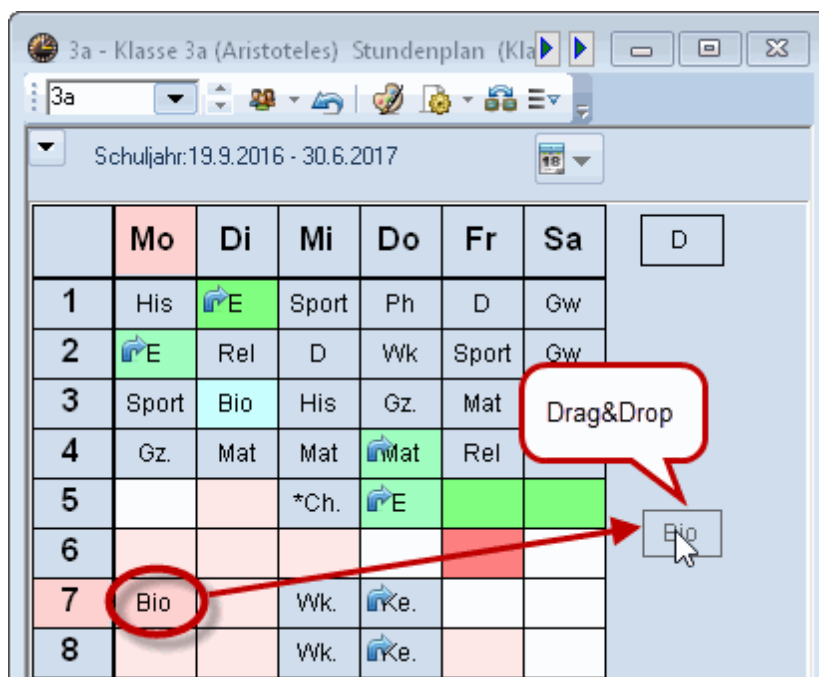 3a - Klasse 3a (Aristoteles) Stundenplan (Kla
3a
Schuljahr:19.9.2016 - 30.6.2017
18
Mo Di Mi Do Fr Sa D
1 His E Sport Ph D Gw
2 E Rel D Wk Sport Gw
3 Sport Bio His Gz. Mat
Drag&Drop
4 Gz. Mat Mat Mat Rel
5 *Ch. E
Bio
6
7 Bio Wk. Ke.
8 Wk. Ke.